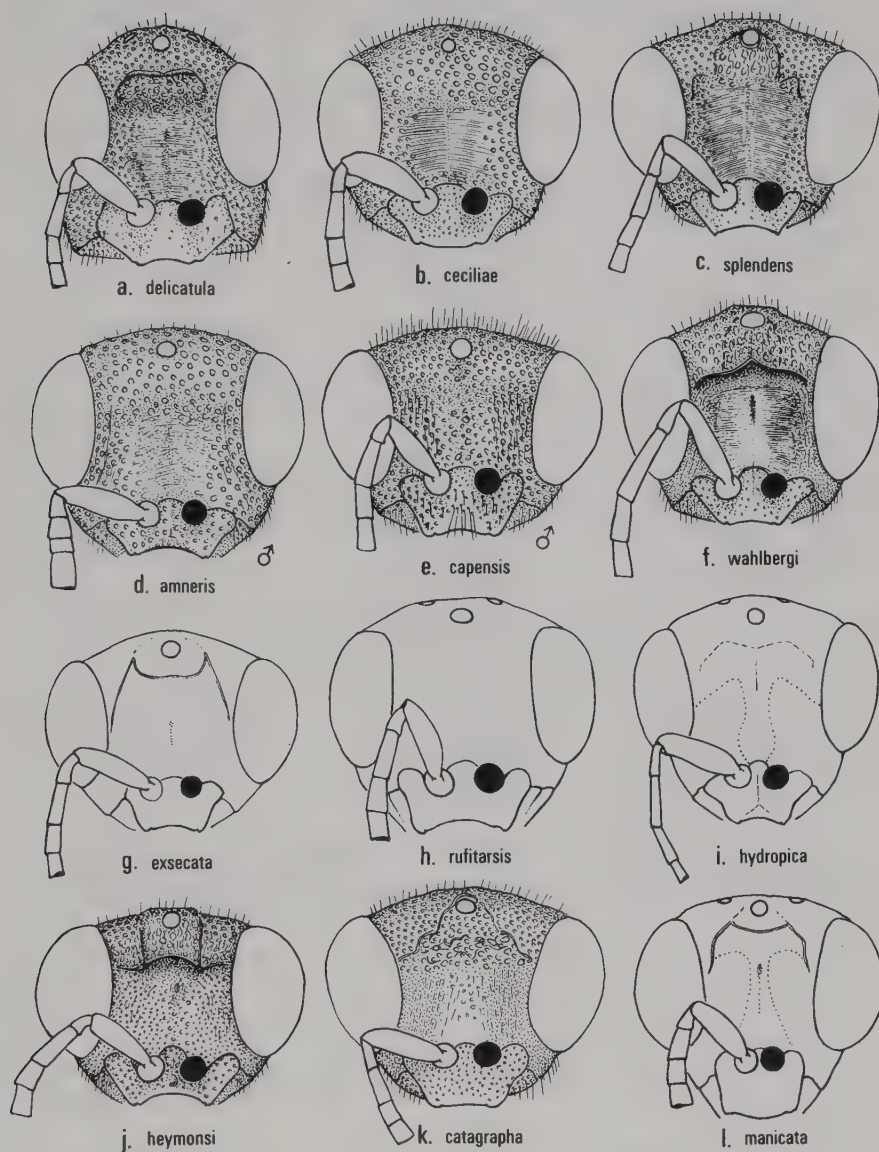 a. delicatula
b. ceciliae
c. splendens
d. amneris
♂
e. capensis
♂
f. wahlbergi
g. exsecata
h. rufitarsis
i. hydropica
j. heymonsi
k. catagrapha
l. manicata